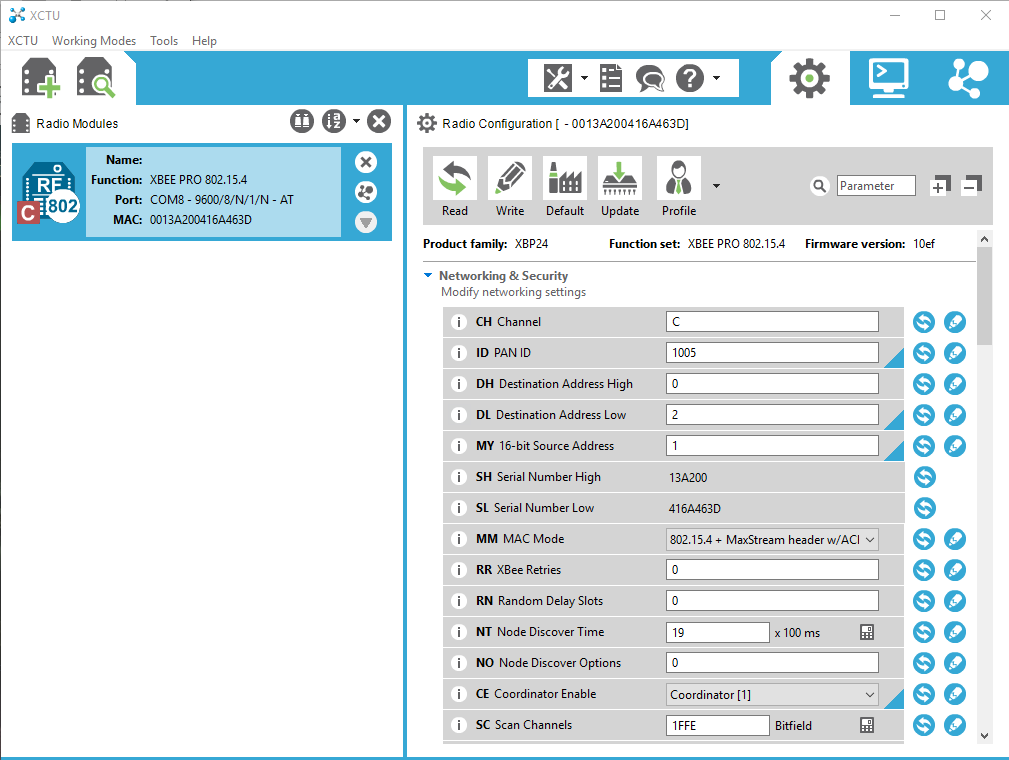 XCTU
XCTU Working Modes Tools Help
Radio Modules
Radio Configuration [ - 0013A200416A463D]
RF
C 802
Name:
Function: XBEE PRO 802.15.4
Port: COM8 - 9600/8/N/1/N - AT
MAC: 0013A200416A463D
Read Write Default Update Profile
Parameter
Product family: XBP24 Function set: XBEE PRO 802.15.4 Firmware version: 10ef
Networking & Security
Modify networking settings
i CH Channel C
i ID PAN ID 1005
i DH Destination Address High 0
i DL Destination Address Low 2
i MY 16-bit Source Address 1
i SH Serial Number High 13A200
i SL Serial Number Low 416A463D
i MM MAC Mode 802.15.4 + MaxStream header w/ACI
i RR XBee Retries 0
i RN Random Delay Slots 0
i NT Node Discover Time 19 x 100 ms
i NO Node Discover Options 0
i CE Coordinator Enable Coordinator [1]
i SC Scan Channels 1FFE Bitfield